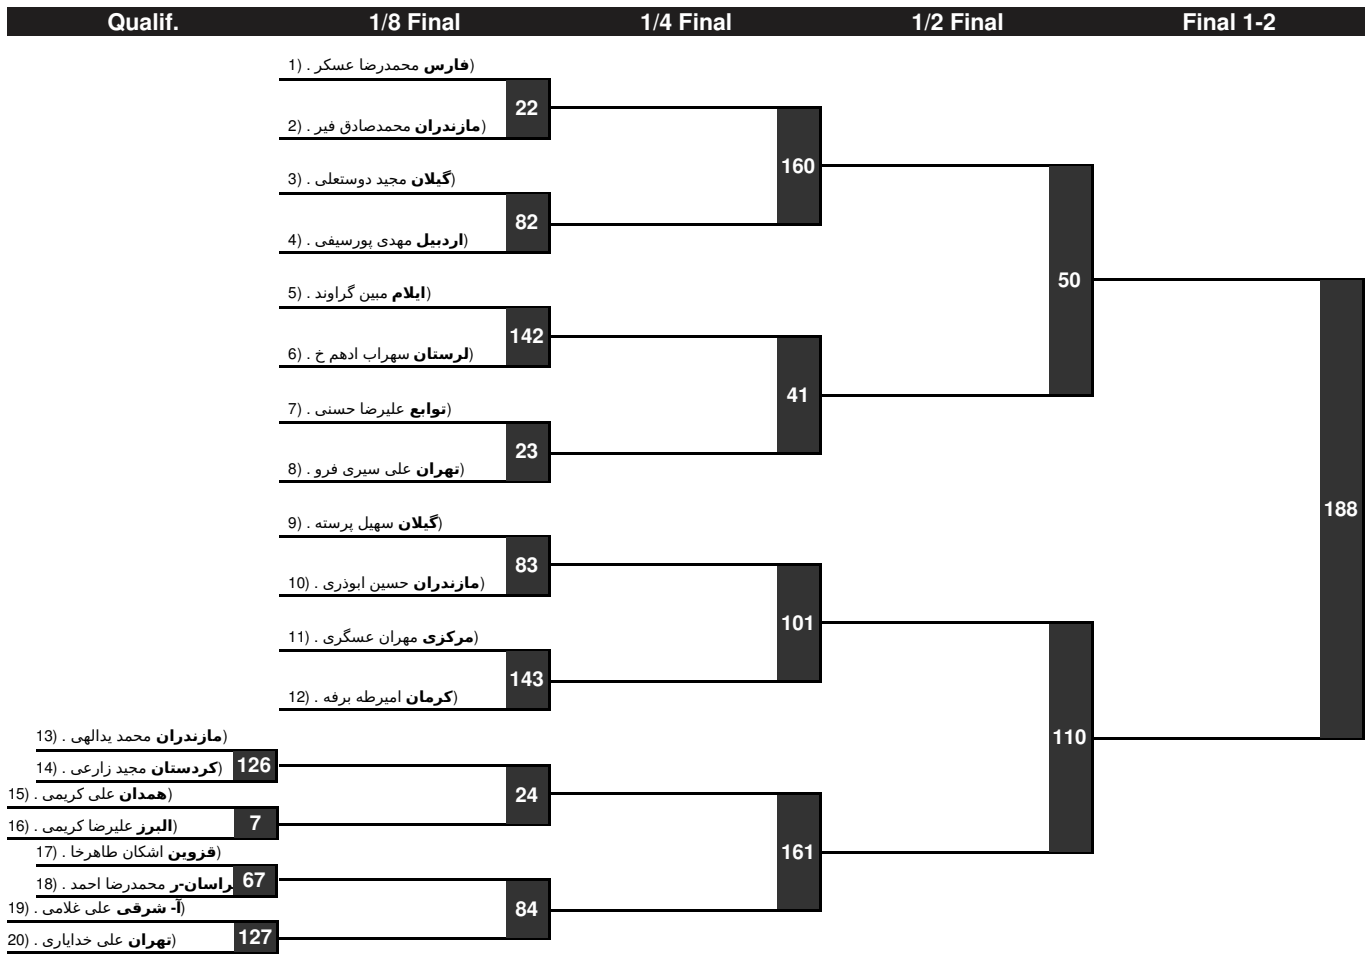 Qualif. 1/8 Final 1/4 Final 1/2 Final Final 1-2
1) . محمدرضا عسکر فارس)
22
2) . محمدصادق فیر مازندران)
160
3) . مجید دوستعلی گیلان)
82
4) . مهدی پورسیفی اردبیل)
50
5) . مبین گراوند ایلام)
142
6) . سهراب ادهم خ لرستان)
41
7) . علیرضا حسنی توابع)
23
8) . علی سیری فرو تهران)
188
9) . سهیل پرسته گیلان)
83
10) . حسین ابوذری مازندران)
101
11) . مهران عسگری مرکزی)
143
12) . امیرطه برفه کرمان)
110
13) . محمد یدالهی مازندران)
126
14) . مجید زارعی کردستان)
24
15) . علی کریمی همدان)
7
16) . علیرضا کریمی البرز)
161
17) . اشکان طاهرخا قزوین)
67
18) . محمدرضا احمد راسان-ر
84
19) . علی غلامی آ- شرقی)
127
20) . علی خدایاری تهران)